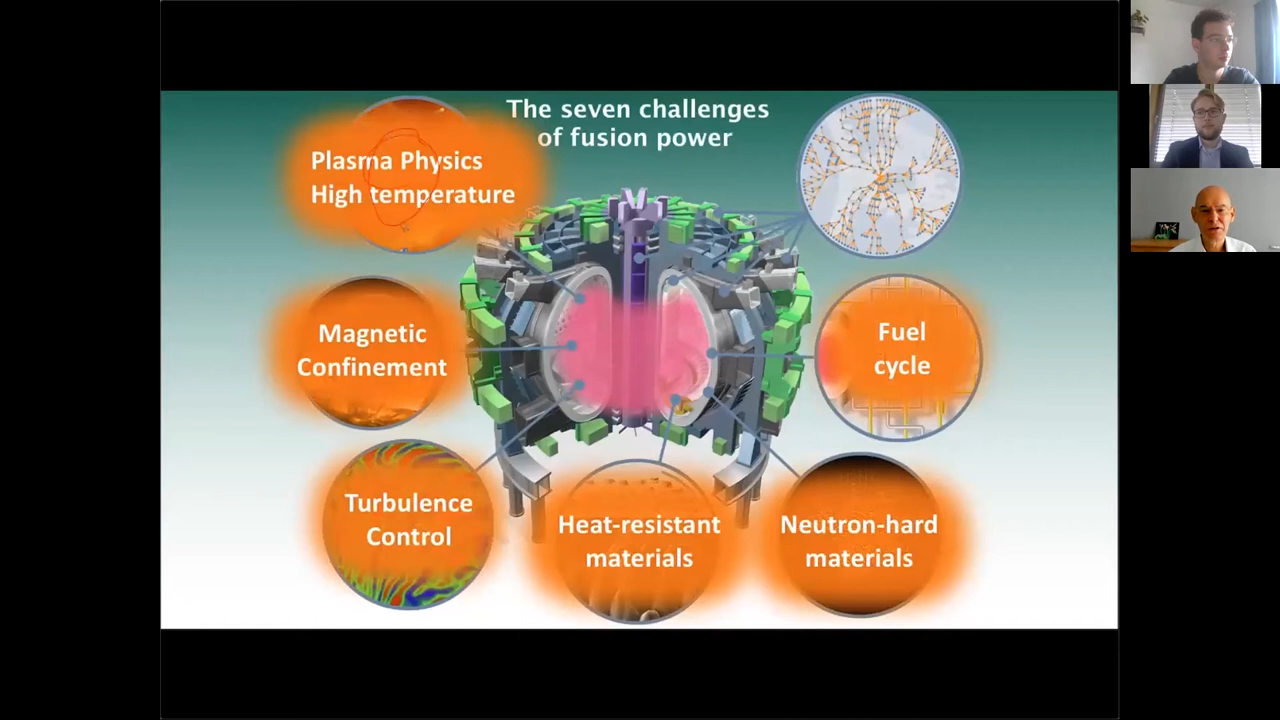 The seven challenges
of fusion power
Plasma Physics
High temperature
Magnetic
Confinement
Fuel
cycle
Turbulence
Control
Heat-resistant
materials
Neutron-hard
materials